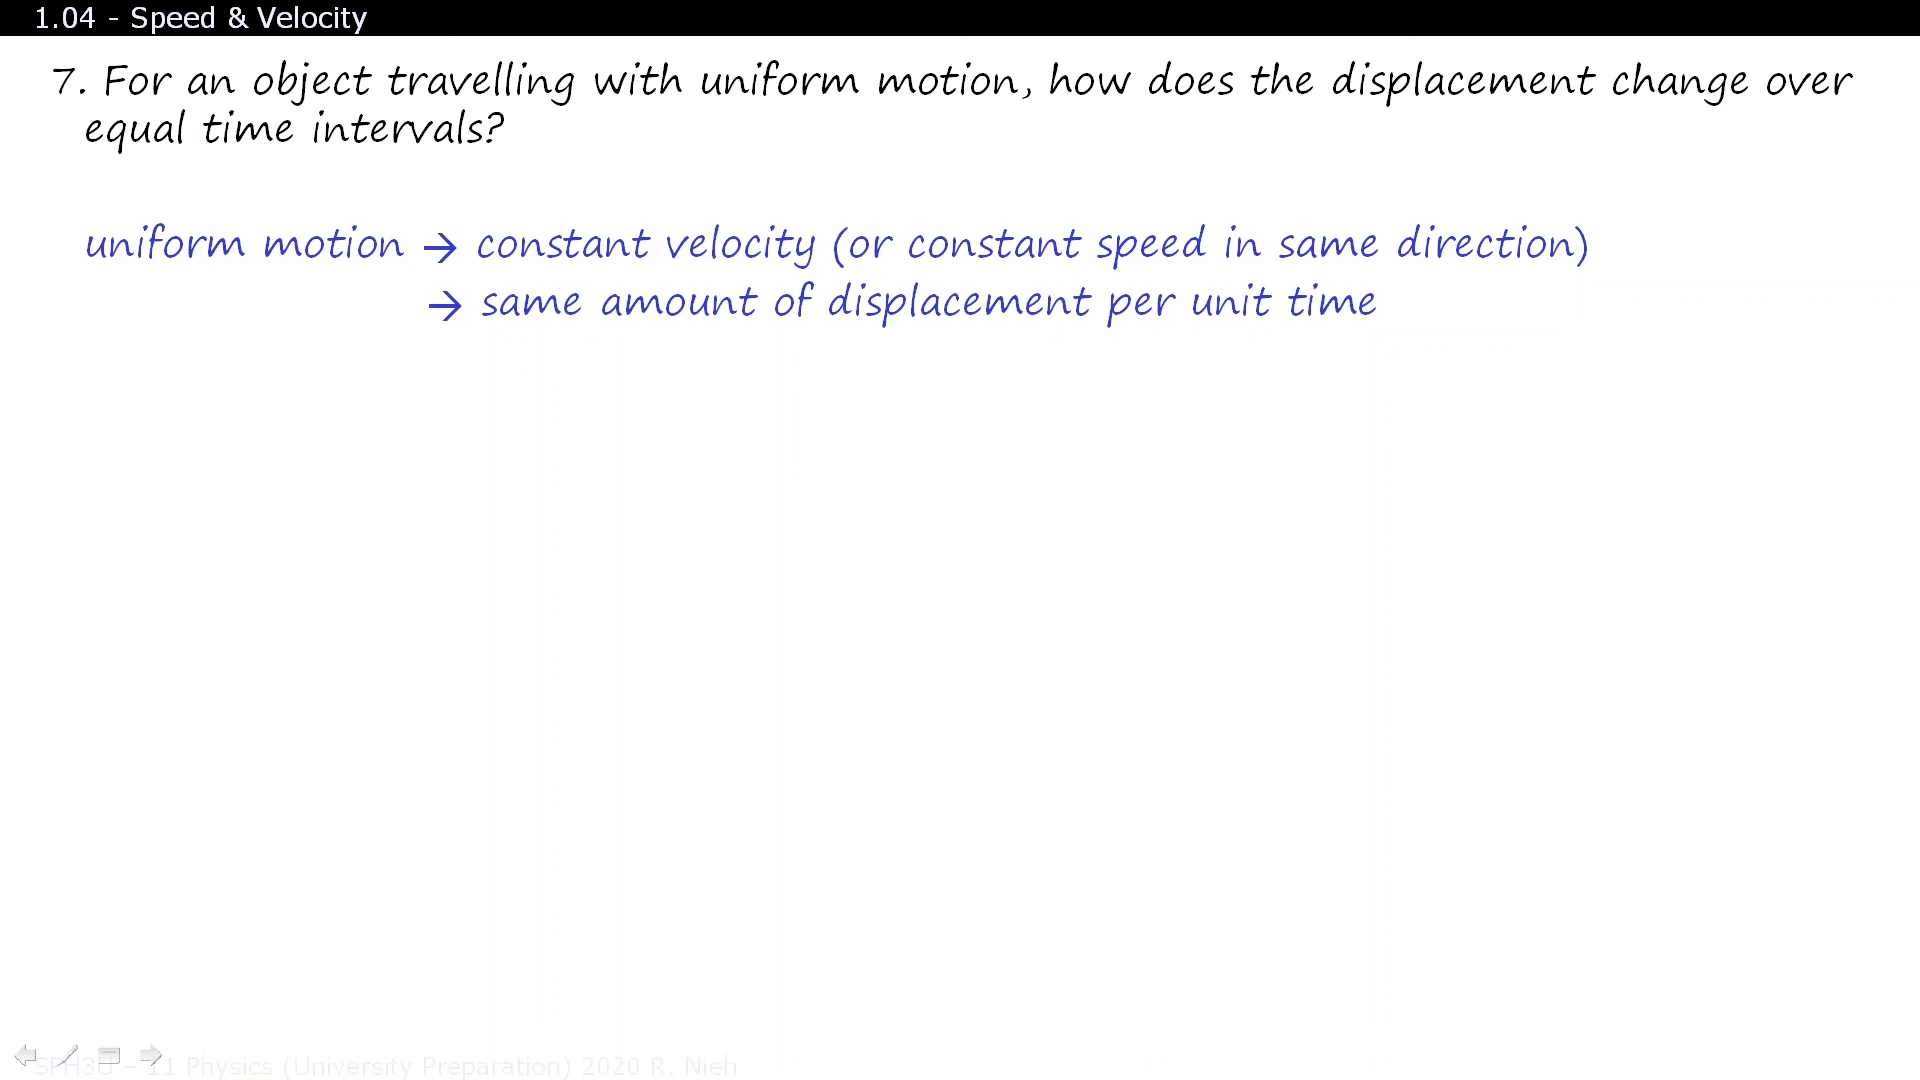 1.04 - Speed & Velocity
7. For an object travelling with uniform motion, how does the displacement change over
equal time intervals?
uniform motion → constant velocity (or constant speed in same direction)
→ same amount of displacement per unit time
SPH3U – 11 Physics (University Preparation) 2020 R. Nieh